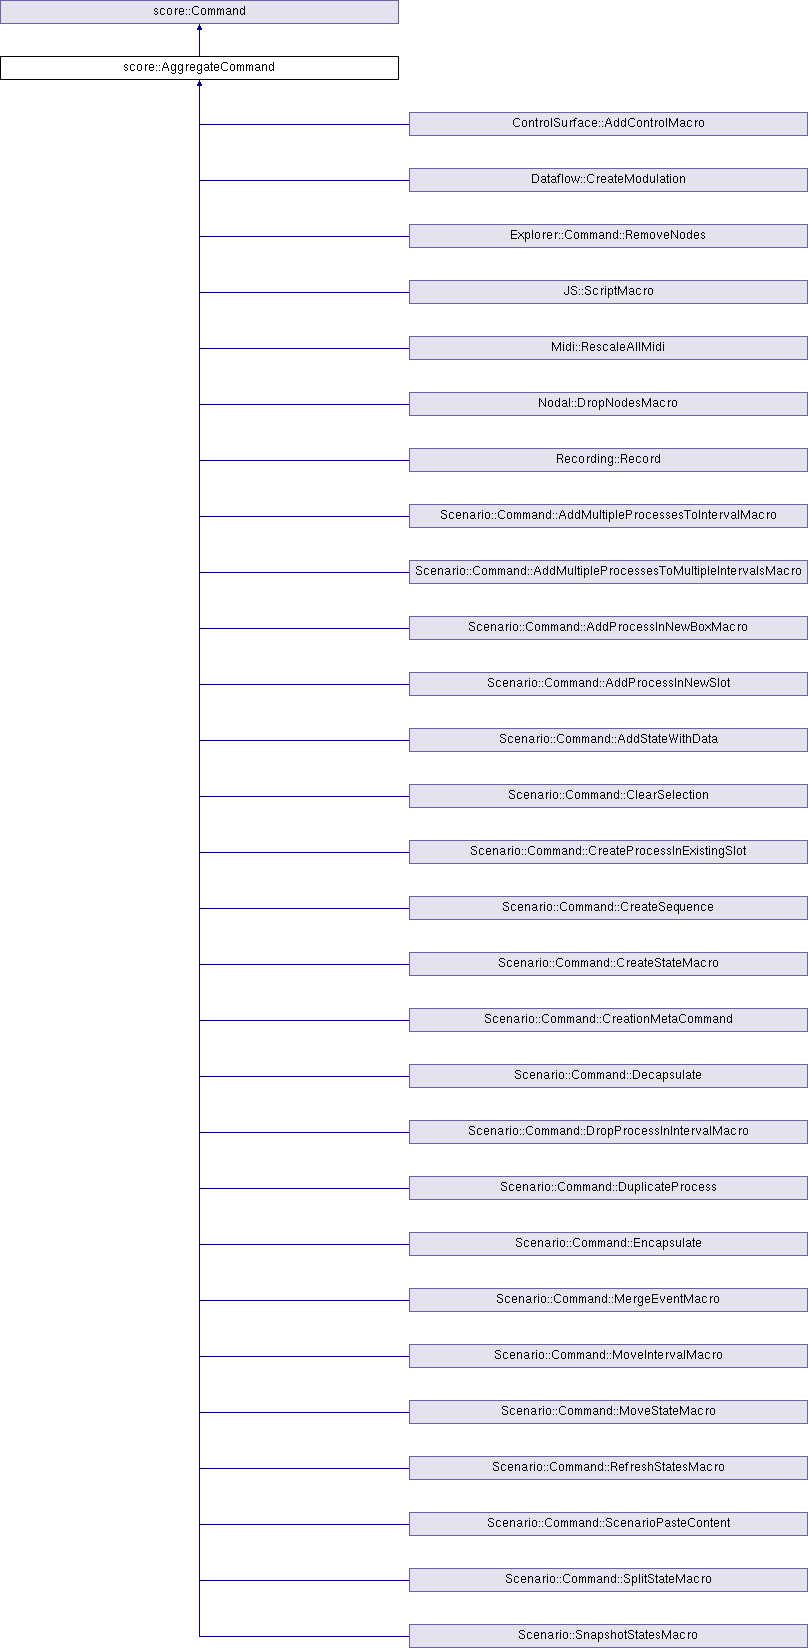 score::Command
score::AggregateCommand
ControlSurface::AddControlMacro
Dataflow::CreateModulation
Explorer::Command::RemoveNodes
JS::ScriptMacro
Midi::RescaleAllMidi
Nodal::DropNodesMacro
Recording::Record
Scenario::Command::AddMultipleProcessesToIntervalMacro
Scenario::Command::AddMultipleProcessesToMultipleIntervalsMacro
Scenario::Command::AddProcessInNewBoxMacro
Scenario::Command::AddProcessInNewSlot
Scenario::Command::AddStateWithData
Scenario::Command::ClearSelection
Scenario::Command::CreateProcessInExistingSlot
Scenario::Command::CreateSequence
Scenario::Command::CreateStateMacro
Scenario::Command::CreationMetaCommand
Scenario::Command::Decapsulate
Scenario::Command::DropProcessInIntervalMacro
Scenario::Command::DuplicateProcess
Scenario::Command::Encapsulate
Scenario::Command::MergeEventMacro
Scenario::Command::MoveIntervalMacro
Scenario::Command::MoveStateMacro
Scenario::Command::RefreshStatesMacro
Scenario::Command::ScenarioPasteContent
Scenario::Command::SplitStateMacro
Scenario::SnapshotStatesMacro